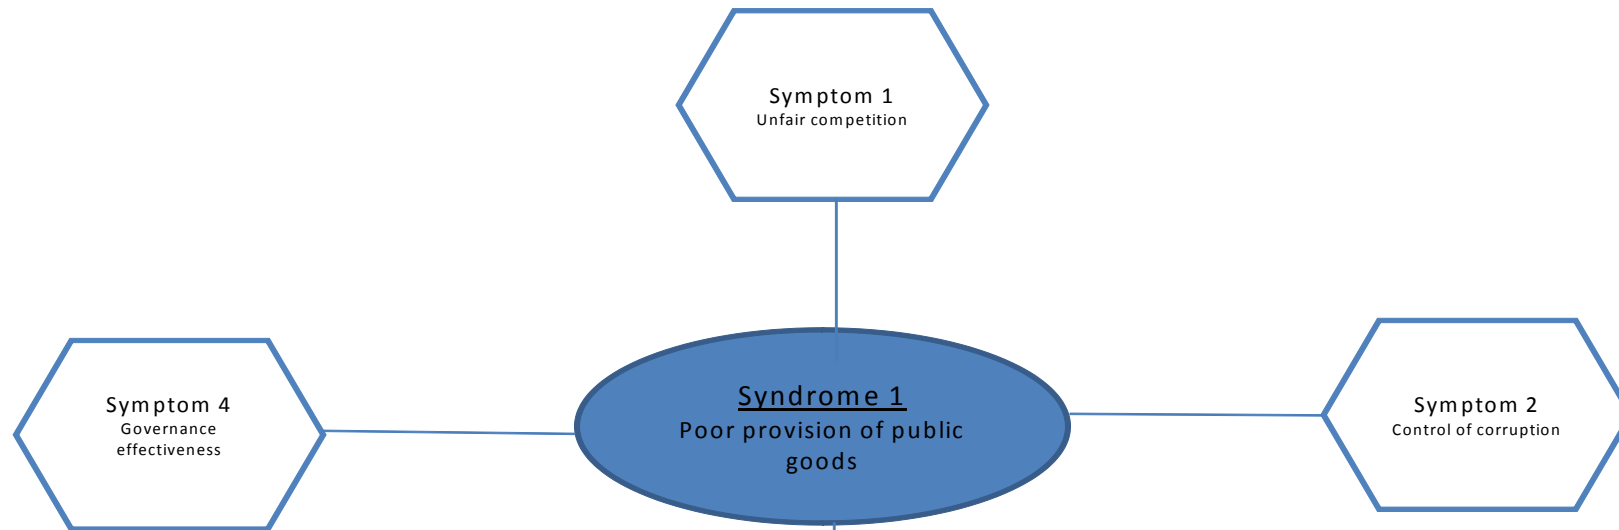 Symptom 1
Unfair competition
Symptom 4
Governance
effectiveness
Syndrome 1
Poor provision of public
goods
Symptom 2
Control of corruption